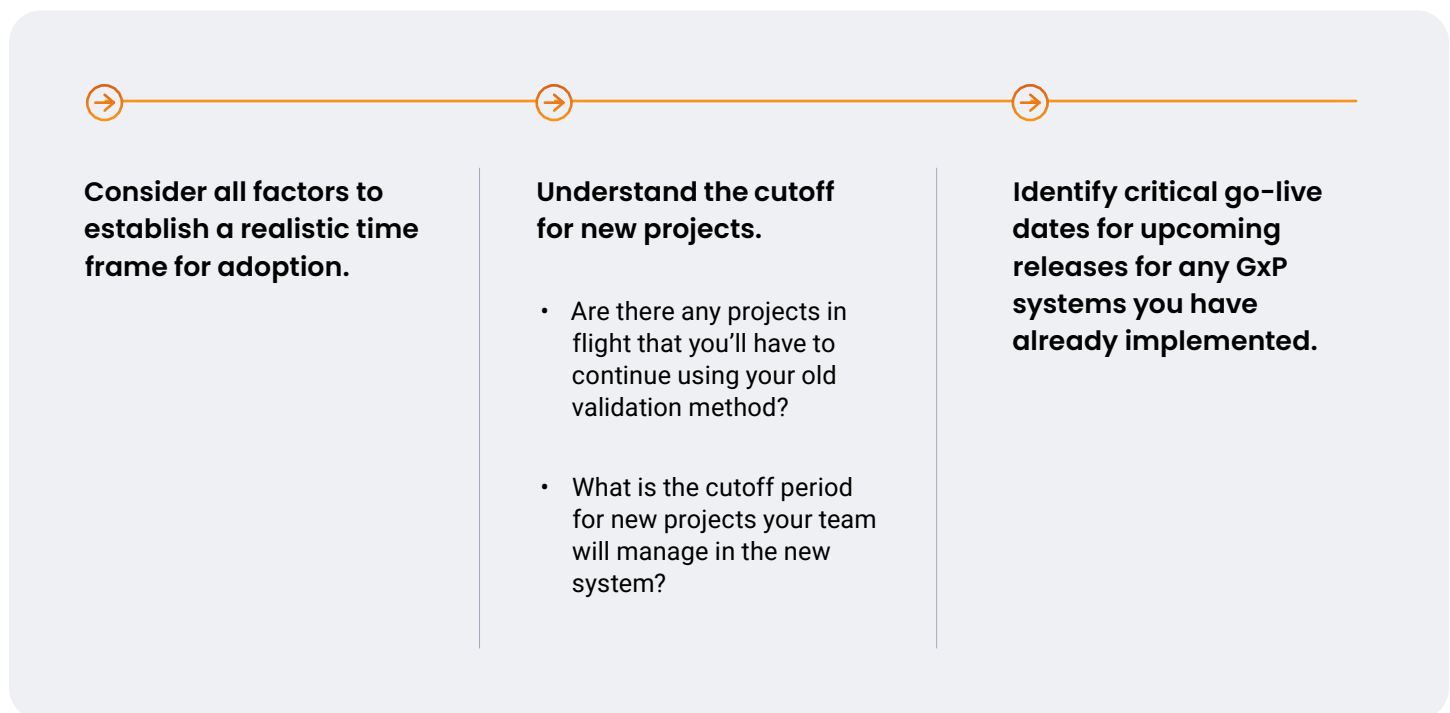 Consider all factors to
establish a realistic time
frame for adoption.
Understand the cutoff
for new projects.
• Are there any projects in
flight that you’ll have to
continue using your old
validation method?
• What is the cutoff period
for new projects your team
will manage in the new
system?
Identify critical go-live
dates for upcoming
releases for any GxP
systems you have
already implemented.